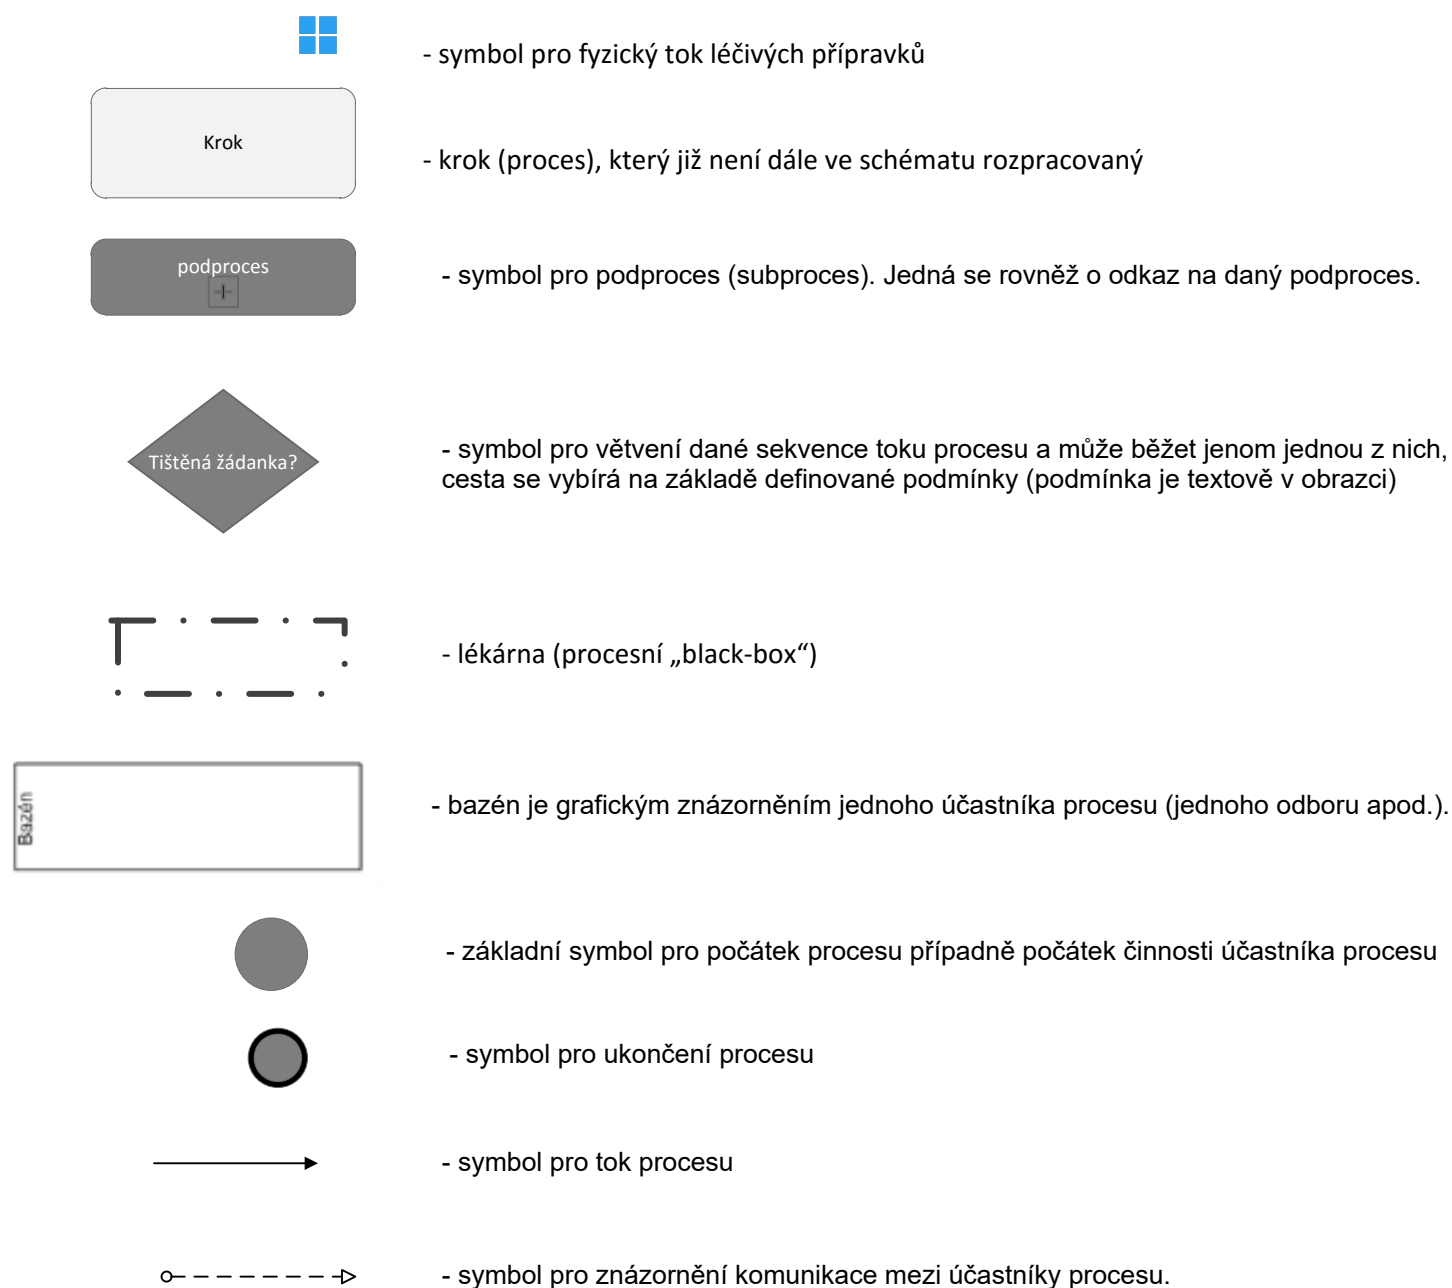 - symbol pro fyzický tok léčivých přípravků
Krok
- krok (proces), který již není dále ve schématu rozpracovaný
podproces
- symbol pro podproces (subproces). Jedná se rovněž o odkaz na daný podproces.
Tištěná žádanka?
- symbol pro větvení dané sekvence toku procesu a může běžet jenom jednou z nich,
cesta se vybírá na základě definované podmínky (podmínka je textově v obrazci)
- lékárna (procesní „black-box“)
Bazén
- bazén je grafickým znázorněním jednoho účastníka procesu (jednoho odboru apod.).
- základní symbol pro počátek procesu případně počátek činnosti účastníka procesu
- symbol pro ukončení procesu
- symbol pro tok procesu
- symbol pro znázornění komunikace mezi účastníky procesu.